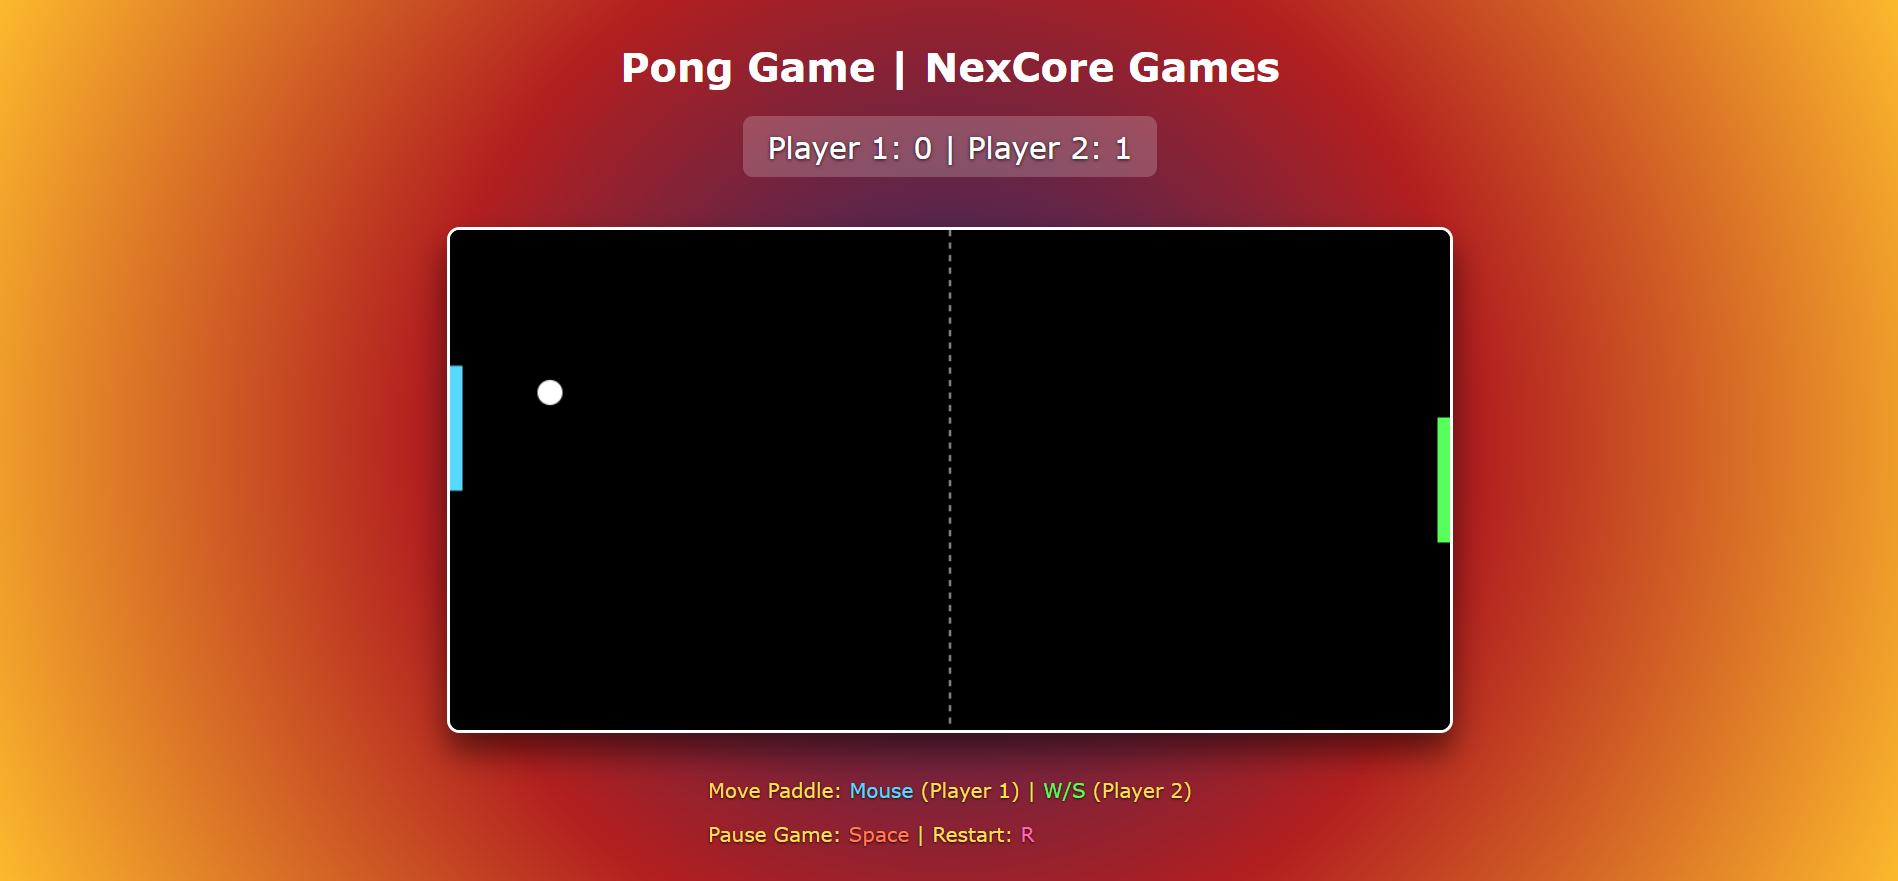 Pong Game | NexCore Games
Player 1: 0 | Player 2: 1
Move Paddle: Mouse (Player 1) | W/S (Player 2)
Pause Game: Space | Restart: R